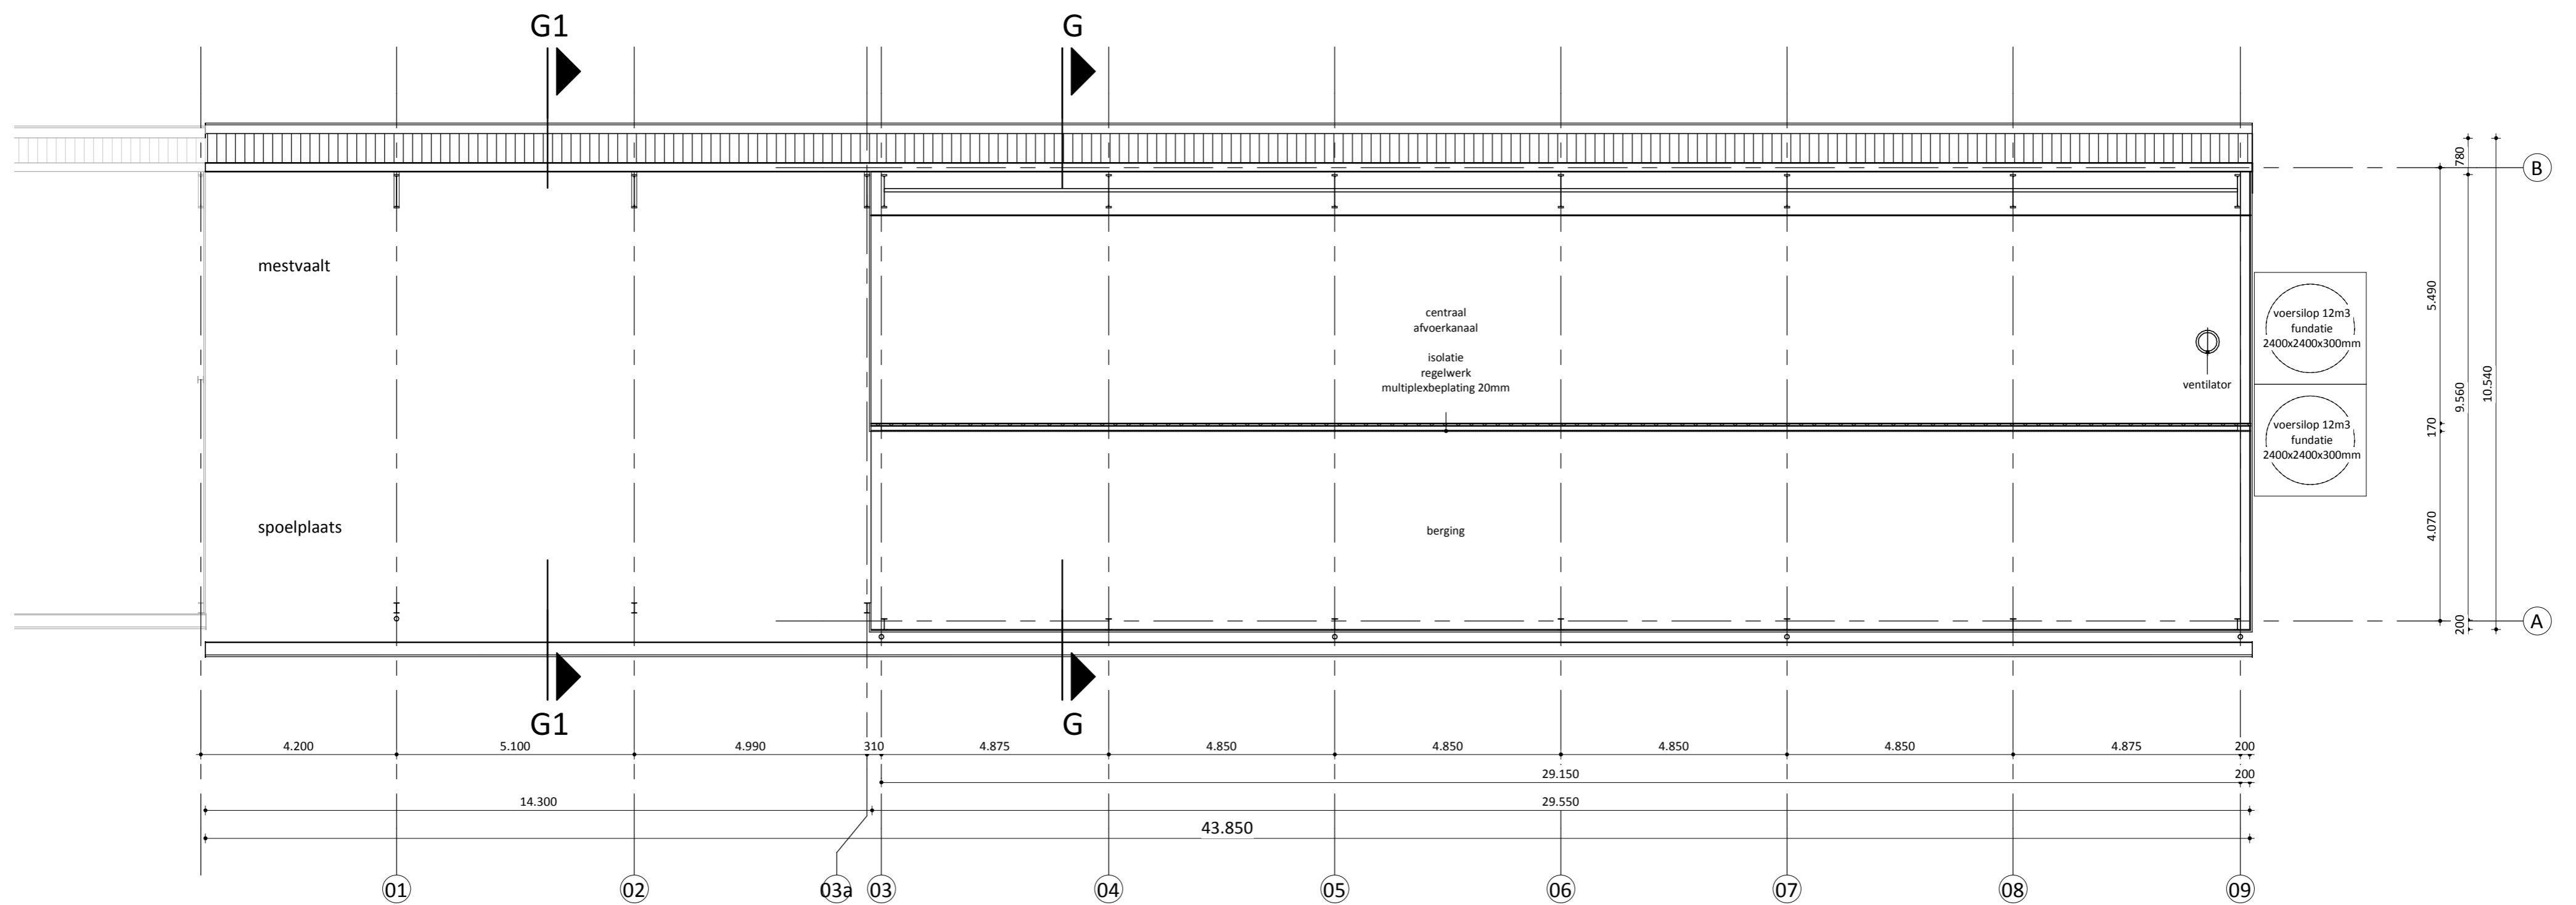 G1
G
780
B
mestvaalt
5.490
centraal
afvoerkanaal
isolatie
regelwerk
multiplexbeplating 20mm
ventilator
voersilop 12m3
fundatie
2400x2400x300mm
voersilop 12m3
fundatie
2400x2400x300mm
9.560
10.540
170
spoelplaats
berging
4.070
200
A
G1
G
4.200
5.100
4.990
310
4.875
4.850
4.850
4.850
4.850
4.875
200
29.150
200
14.300
29.550
43.850
01
02
03a
03
04
05
06
07
08
09